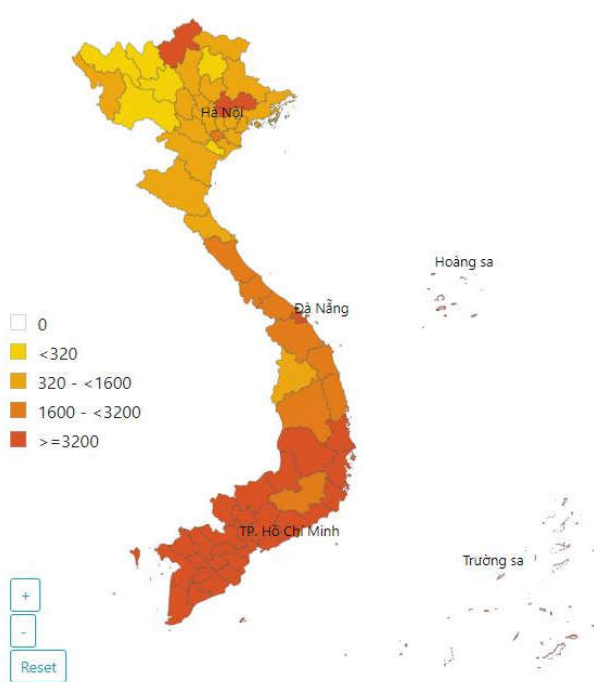 Hà Nội
Hoàng sa
Đà Nẵng
0
<320
320 - <1600
1600 - <3200
>=3200
TP. Hồ Chí Minh
Trường sa
+
-
Reset